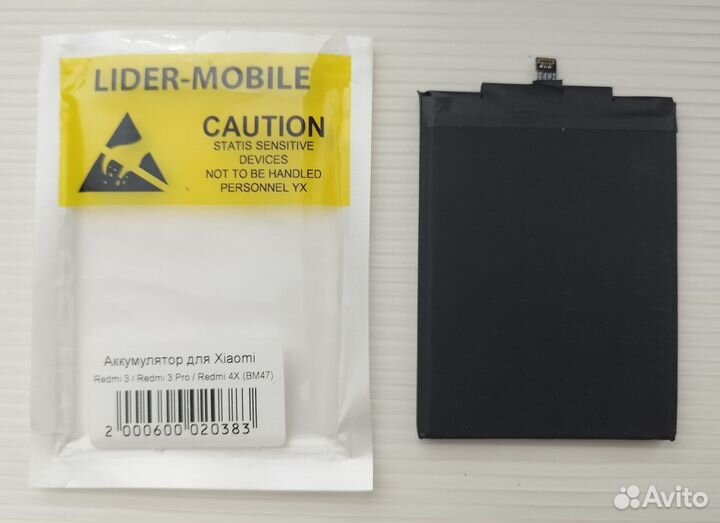 LIDER-MOBILE
CAUTION
STATIS SENSITIVE
DEVICES
NOT TO BE HANDLED
PERSONNEL YX
Аккумулятор для Xiaomi
Redmi 3 / Redmi 3 Pro / Redmi 4X (BM47)
2 000600 020383
Avito